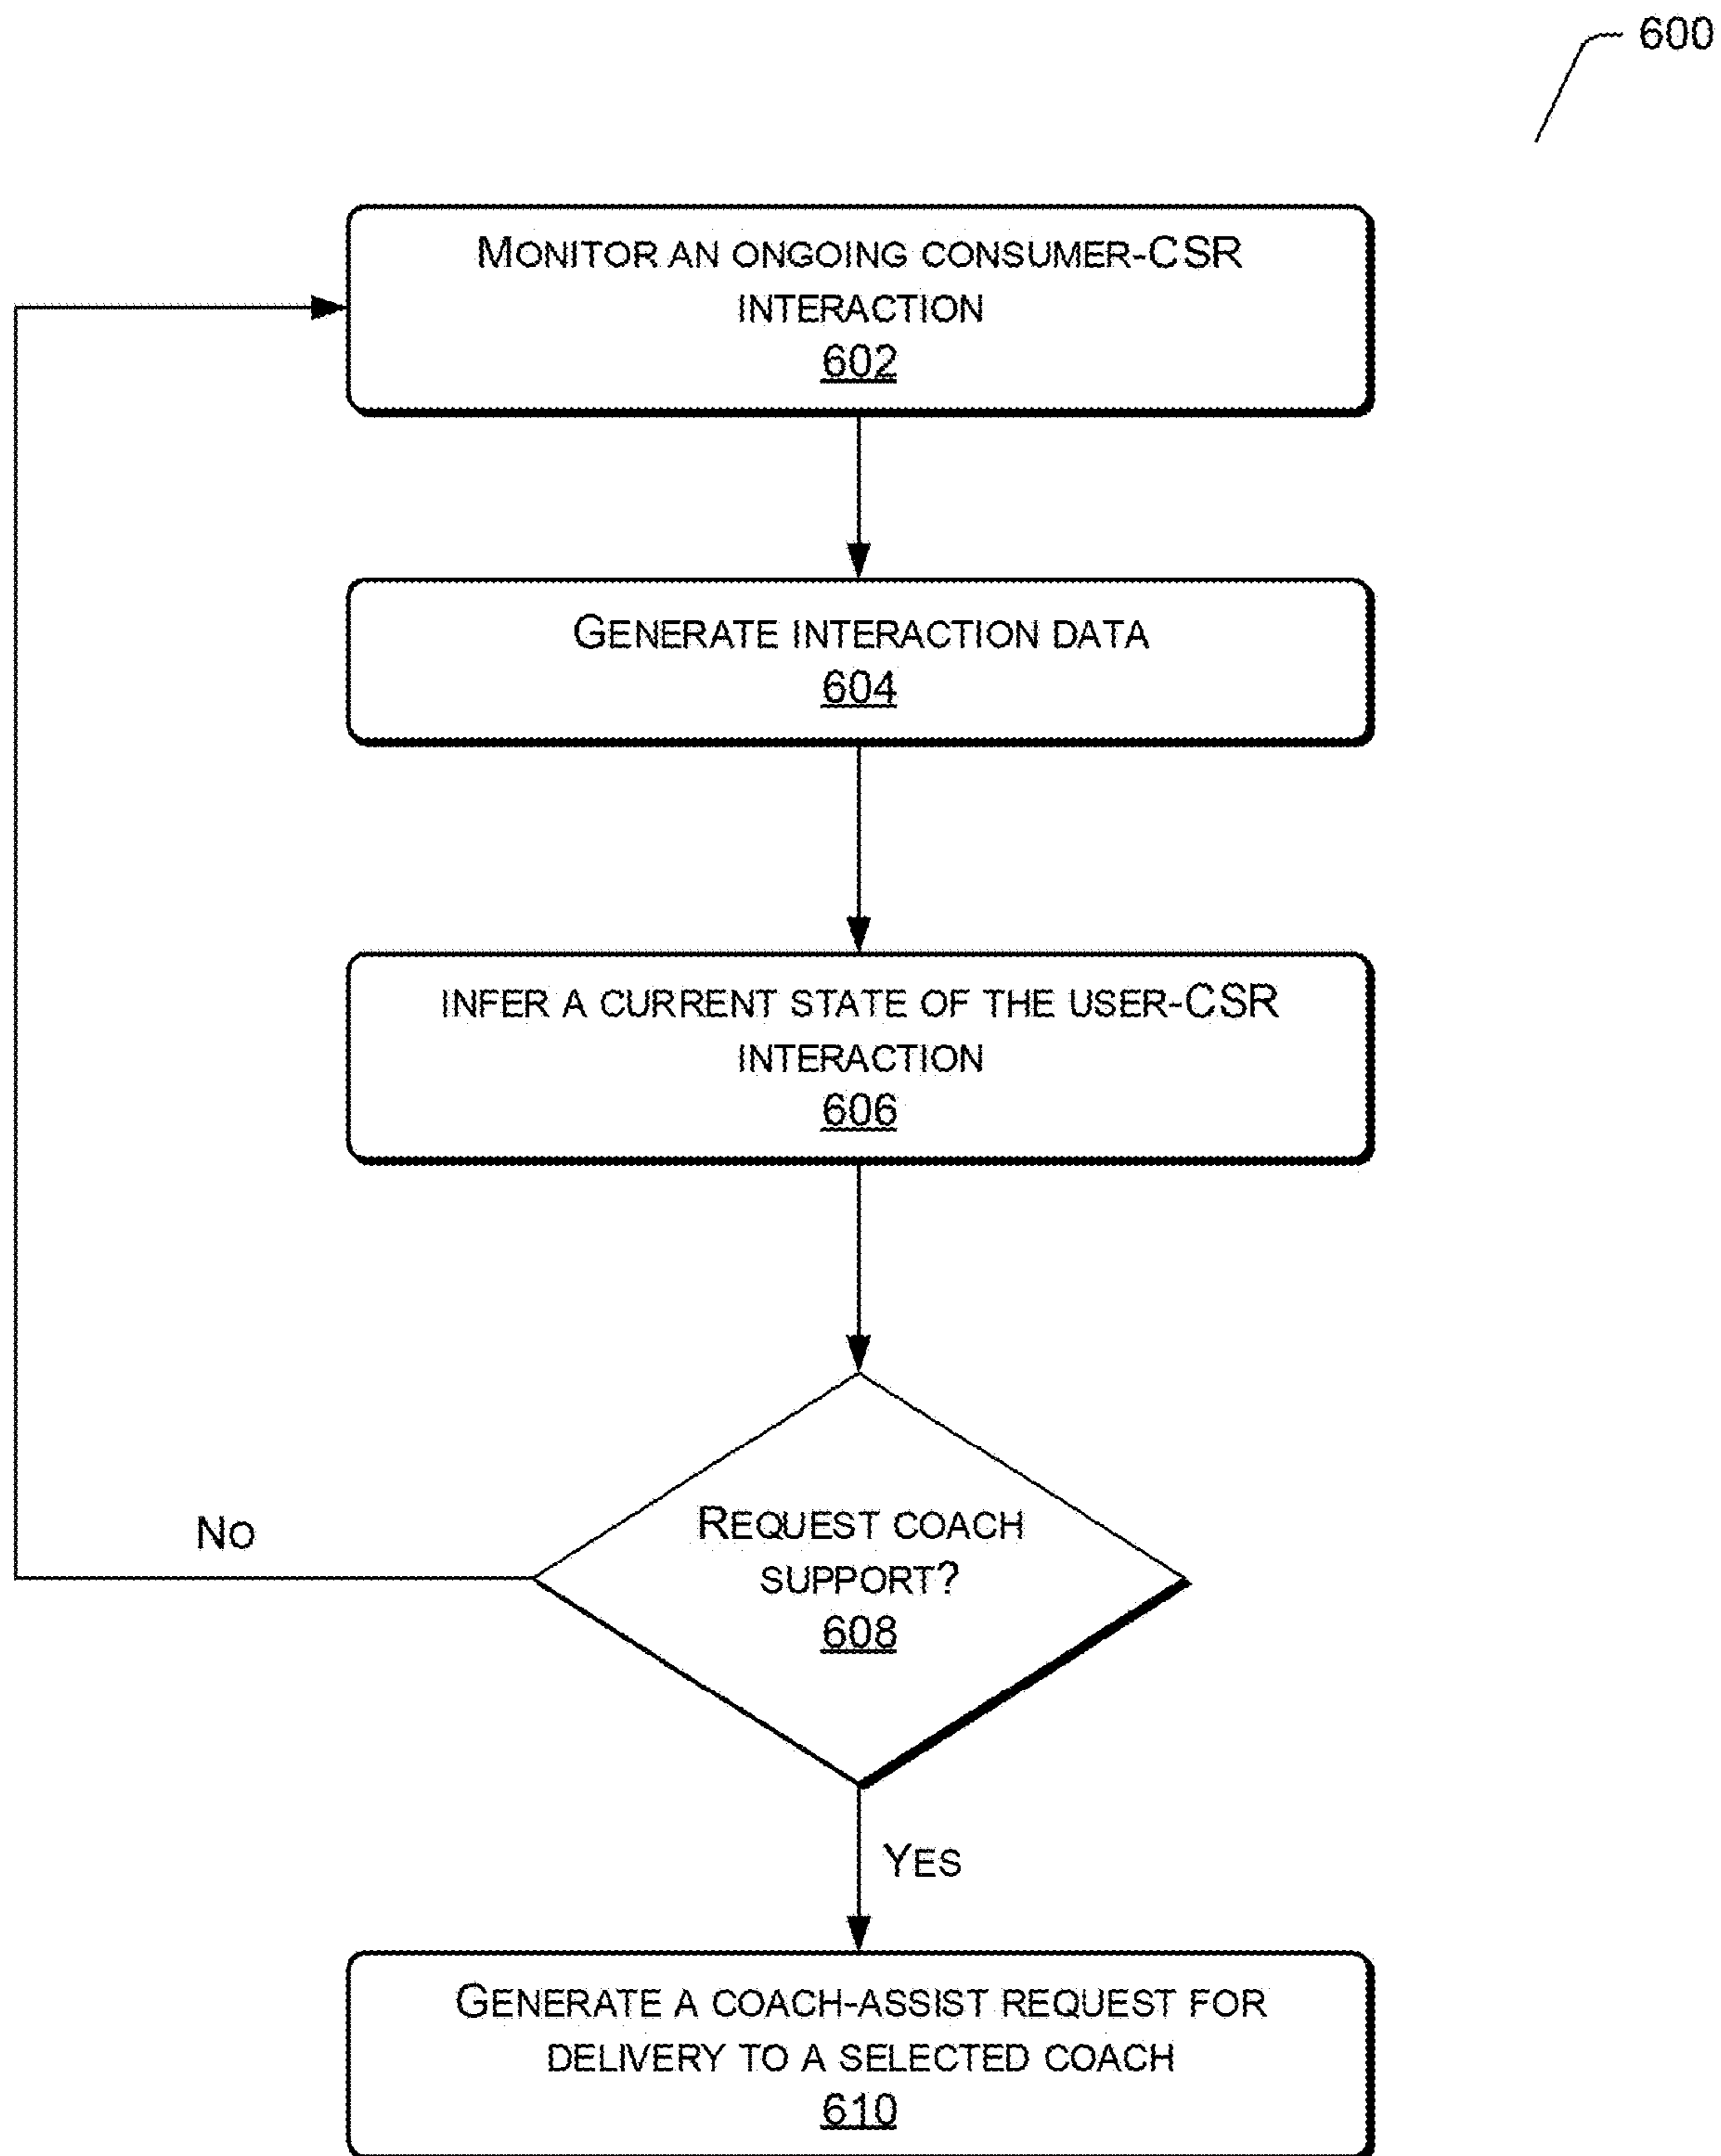 600
MONITOR AN ONGOING CONSUMER-CSR
INTERACTION
602
GENERATE INTERACTION DATA
604
INFER A CURRENT STATE OF THE USER-CSR
INTERACTION
606
REQUEST COACH
SUPPORT?
608
NO
YES
GENERATE A COACH-ASSIST REQUEST FOR
DELIVERY TO A SELECTED COACH
610